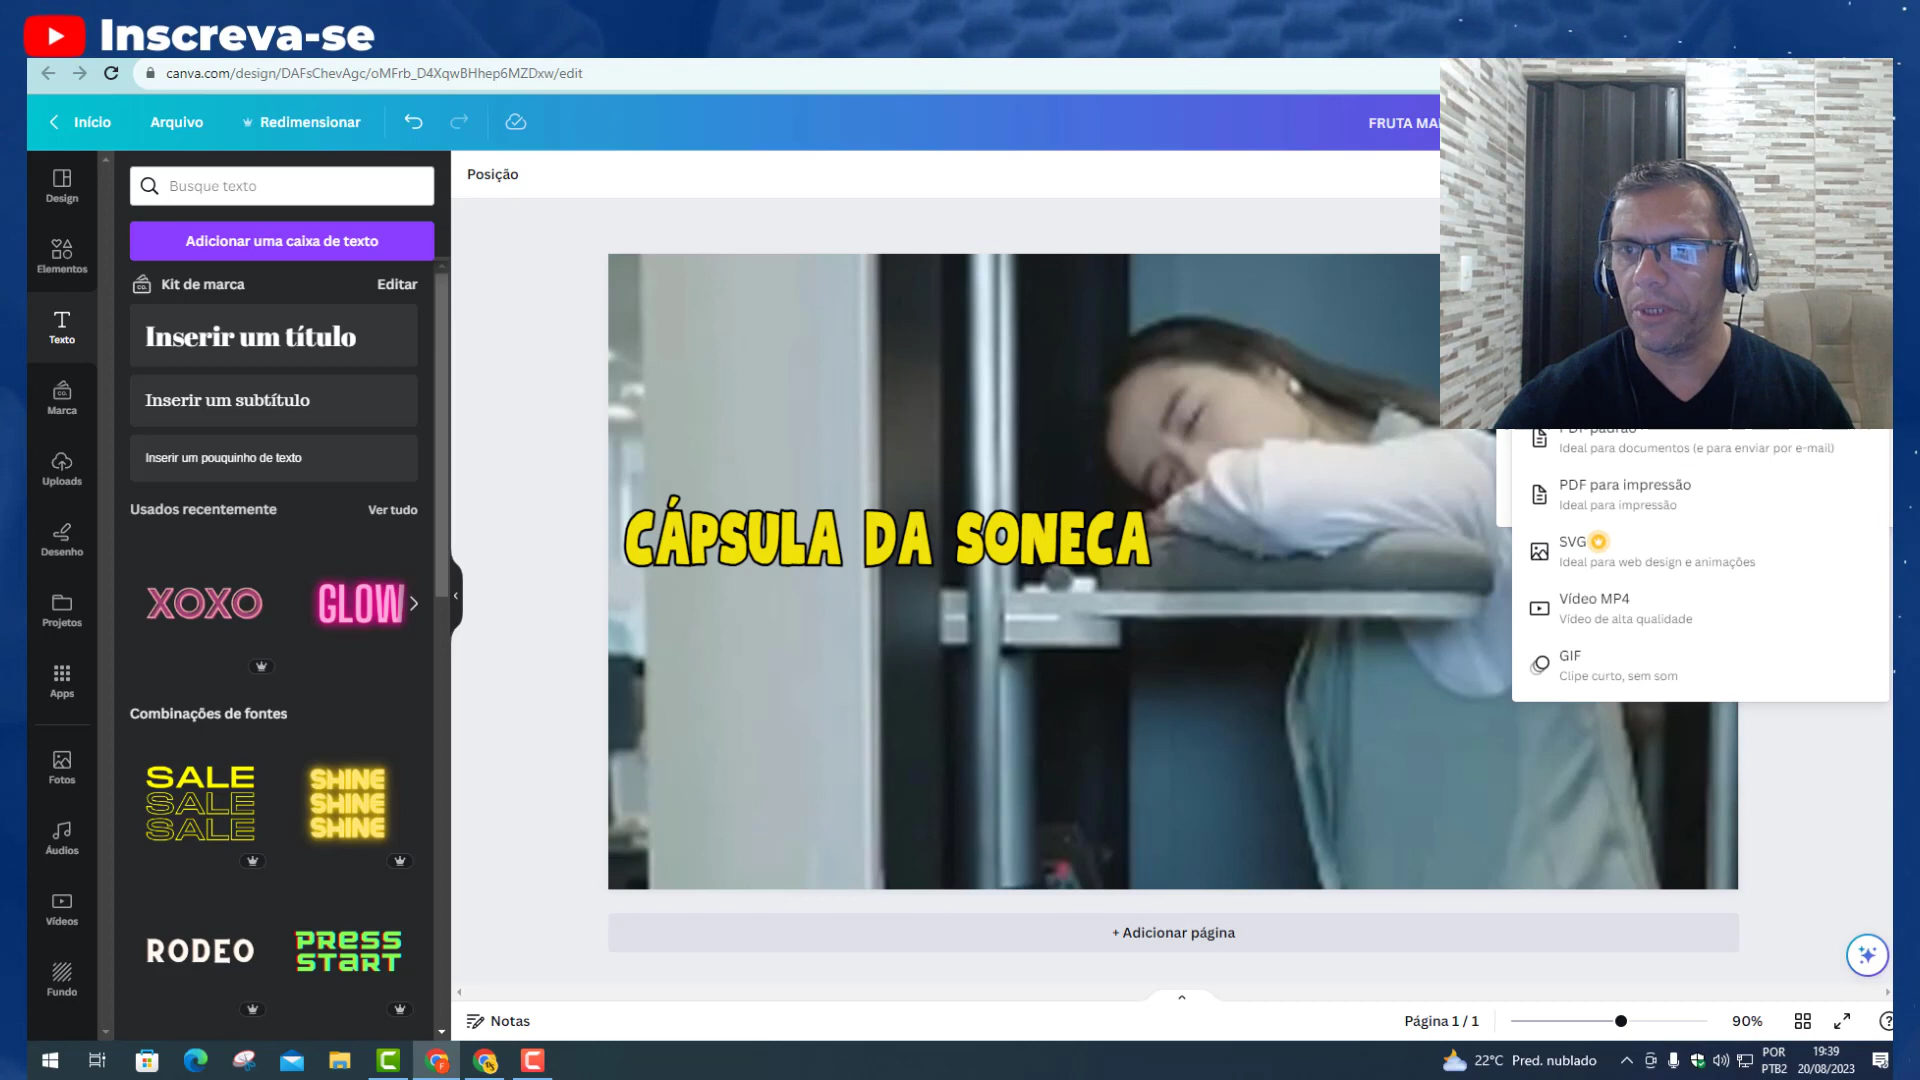 Inscreva-se
canva.com/design/DAFsChevAgc/oMFrb_D4XqwBHhep6MZDxw/edit
Início
Arquivo
Redimensionar
FRUTA
Design
Elementos
Texto
Marca
Uploads
Desenho
Projetos
Apps
Fotos
Áudios
Vídeos
Fundo
Busque texto
Adicionar uma caixa de texto
Kit de marca
Editar
Inserir um título
Inserir um subtítulo
Inserir um pouquinho de texto
Usados recentemente
Ver tudo
XOXO
GLOW
Combinações de fontes
SALE
SALE
SALE
SHINE
SHINE
SHINE
RODEO
PRESS
START
Posição
CÁPSULA DA SONECA
PDF padrão
Ideal para documentos (e para enviar por e-mail)
PDF para impressão
Ideal para impressão
SVG
Ideal para web design e animações
Vídeo MP4
Vídeo de alta qualidade
GIF
Clipe curto, sem som
+ Adicionar página
Notas
Página 1 / 1
90%
22°C Pred. nublado
POR
PTB2
19:39
20/08/2023